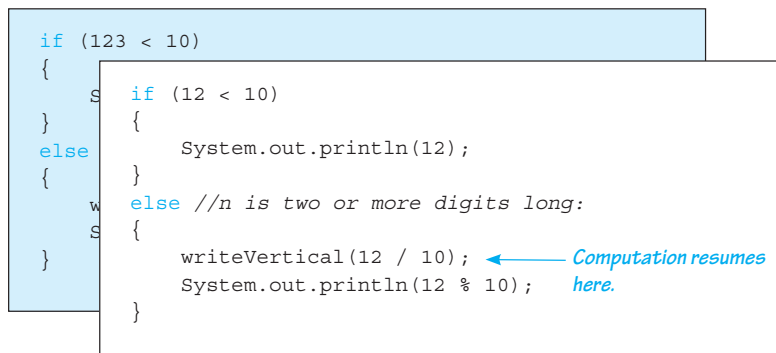 if (123 < 10)
{
S
}
else
{
w
S
}
if (12 < 10)
{
System.out.println(12);
}
else //n is two or more digits long:
{
writeVertical(12 / 10);
System.out.println(12 % 10);
}
Computation resumes
here.